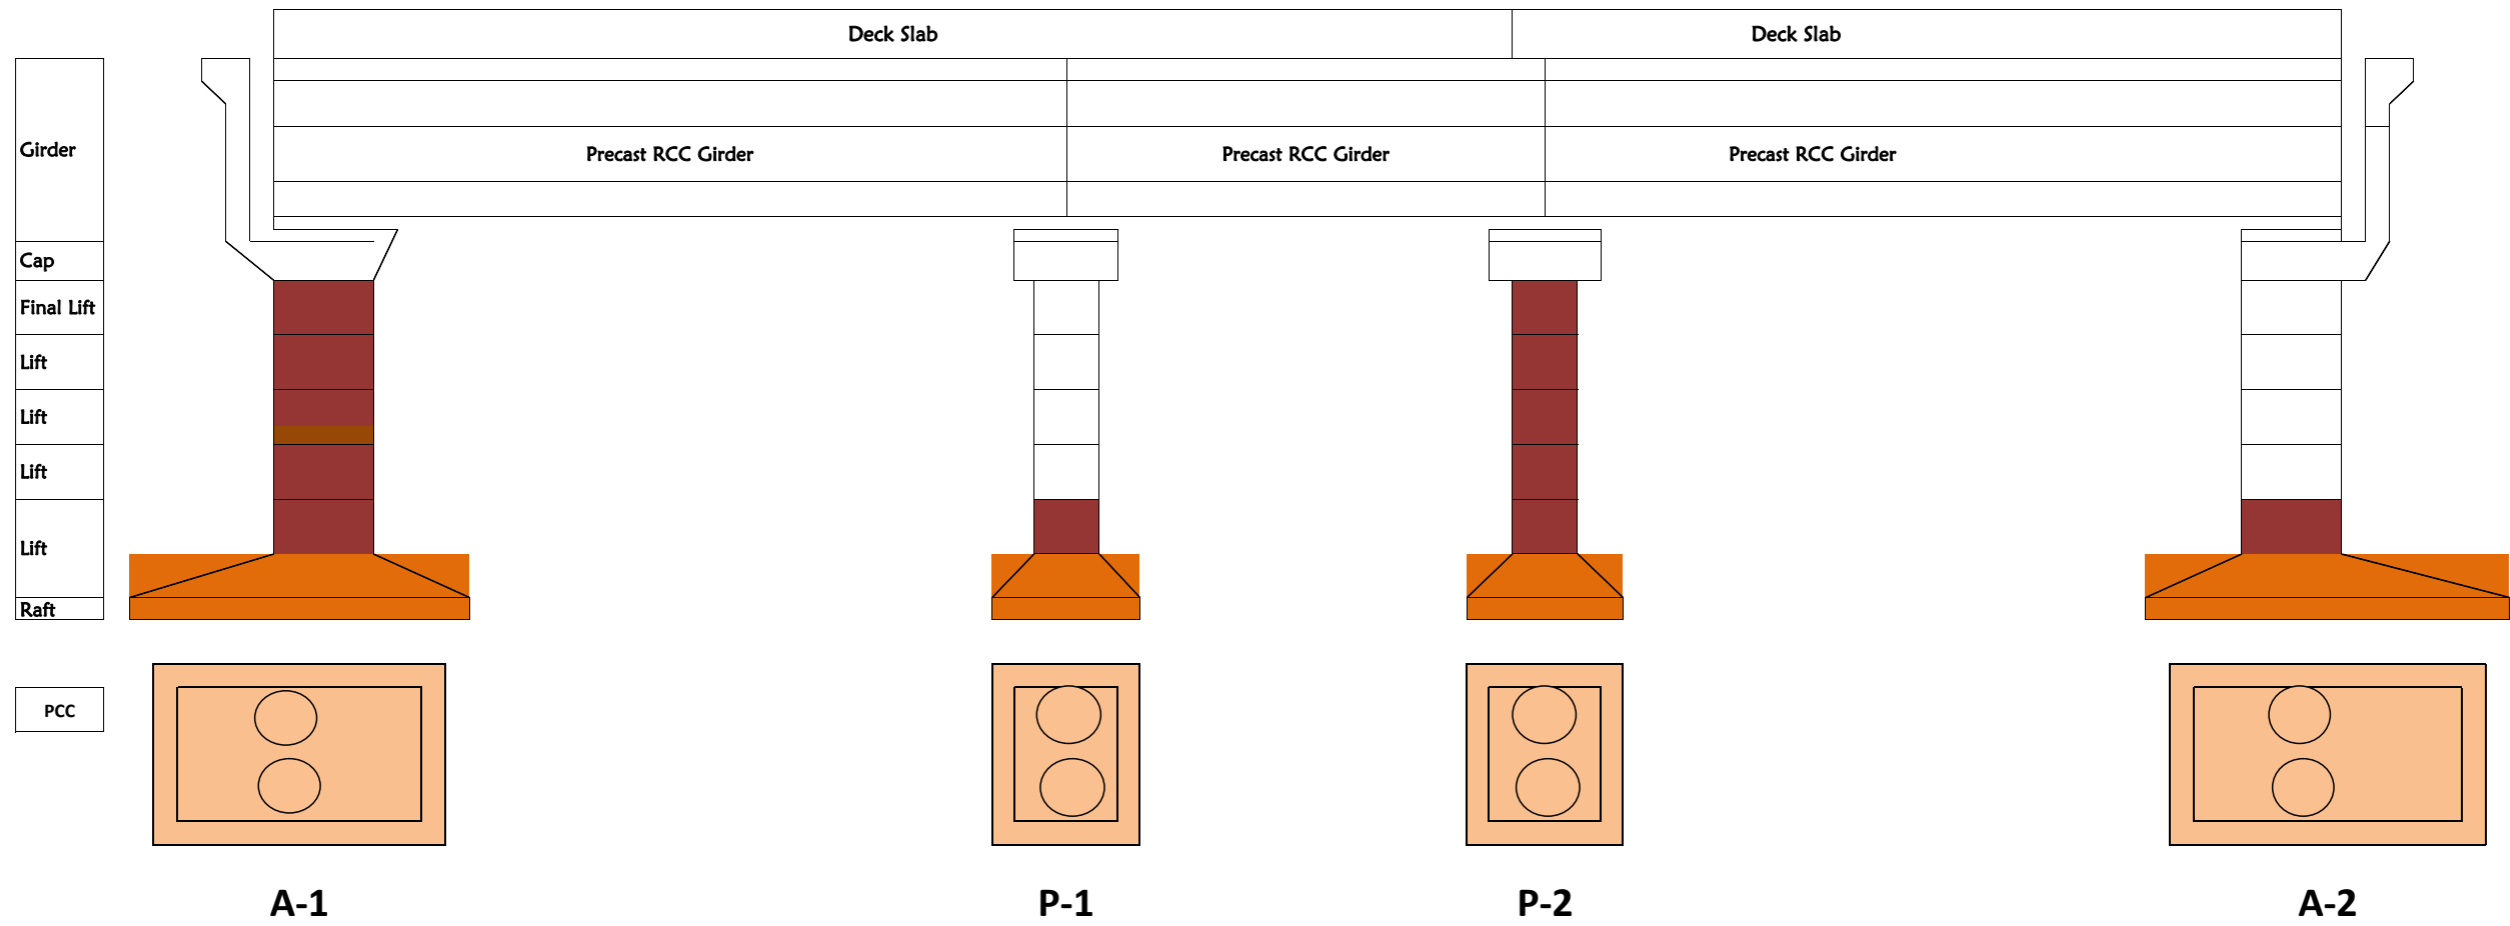 Deck Slab
Deck Slab
Girder
Precast RCC Girder
Precast RCC Girder
Precast RCC Girder
Cap
Final Lift
Lift
Lift
Lift
Lift
Raft
PCC
A-1
P-1
P-2
A-2